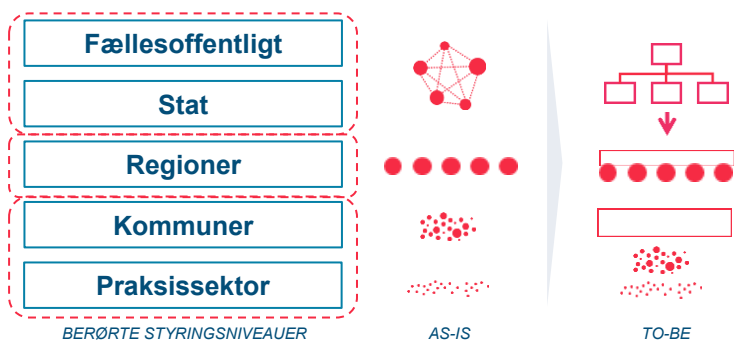 Fællesoffentligt
Stat
Regioner
Kommuner
Praksissektor
BERØRTE STYRINGSNIVEAUER
AS-IS
TO-BE